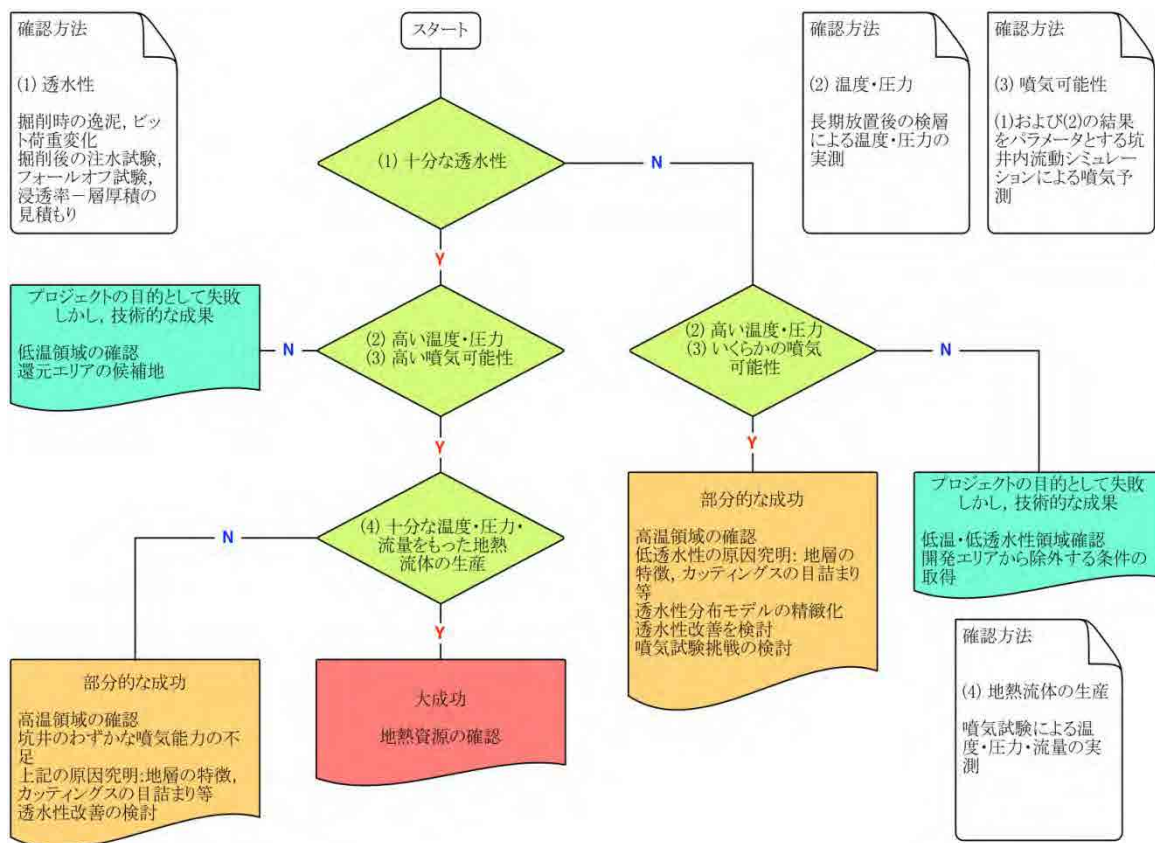 確認方法
(1) 透水性
掘削時の逸泥, ビッ
ト荷重変化
掘削後の注水試験,
フォールオフ試験,
浸透率－層厚積の
見積もり
スタート
確認方法
(2) 温度・圧力
長期放置後の検層
による温度・圧力の
実測
確認方法
(3) 噴気可能性
(1)および(2)の結果
をパラメータとする坑
井内流動シミュレー
ションによる噴気予
測
(1) 十分な透水性
N
Y
プロジェクトの目的として失敗
しかし, 技術的な成果
低温領域の確認
還元エリアの候補地
N
(2) 高い温度・圧力
(3) 高い噴気可能性
Y
(2) 高い温度・圧力
(3) いくらかの噴気
可能性
N
Y
N
(4) 十分な温度・圧力・
流量をもった地熱
流体の生産
Y
部分的な成功
高温領域の確認
低透水性の原因究明: 地層の
特徴, カッティングスの目詰まり
等
透水性分布モデルの精緻化
透水性改善を検討
噴気試験挑戦の検討
プロジェクトの目的として失敗
しかし, 技術的な成果
低温・低透水性領域確認
開発エリアから除外する条件の
取得
部分的な成功
高温領域の確認
坑井のわずかな噴気能力の不
足
上記の原因究明:地層の特徴,
カッティングスの目詰まり等
透水性改善の検討
大成功
地熱資源の確認
確認方法
(4) 地熱流体の生産
噴気試験による温
度・圧力・流量の実
測